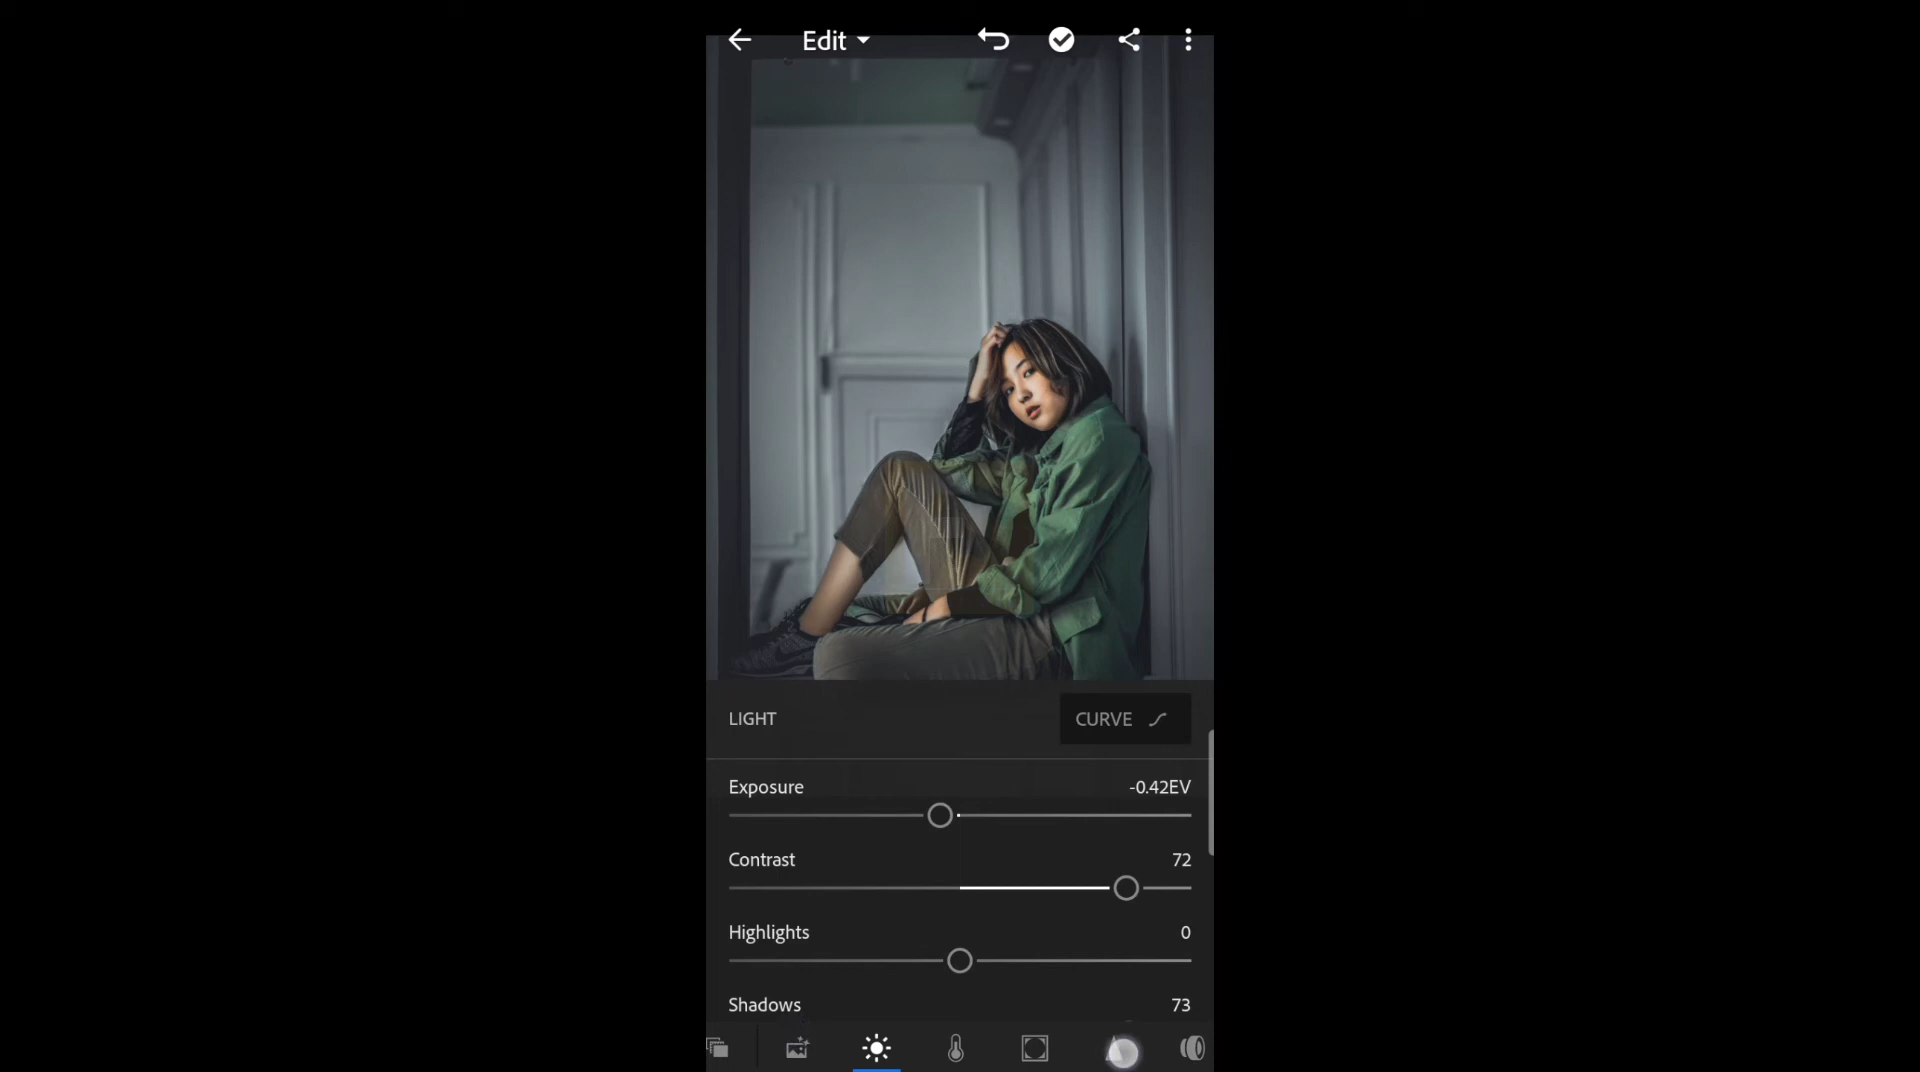 Edit
LIGHT
CURVE
Exposure -0.42EV
Contrast 72
Highlights 0
Shadows 73